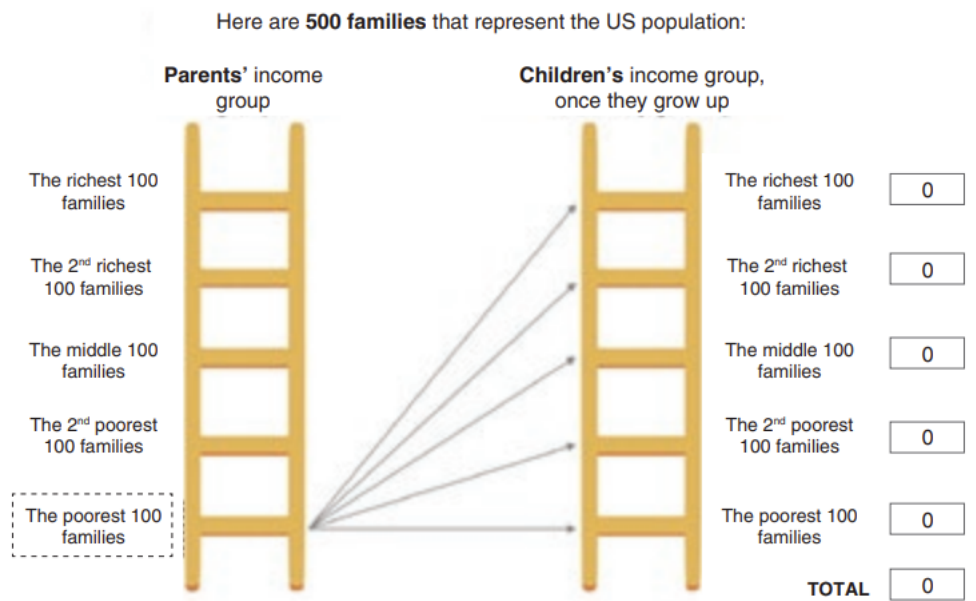 Here are 500 families that represent the US population:
Parents' income
group
Children's income group,
once they grow up
The richest 100
families
The richest 100
families
0
The 2nd richest
100 families
The 2nd richest
100 families
0
The middle 100
families
The middle 100
families
0
The 2nd poorest
100 families
The 2nd poorest
100 families
0
The poorest 100
families
The poorest 100
families
0
TOTAL 0